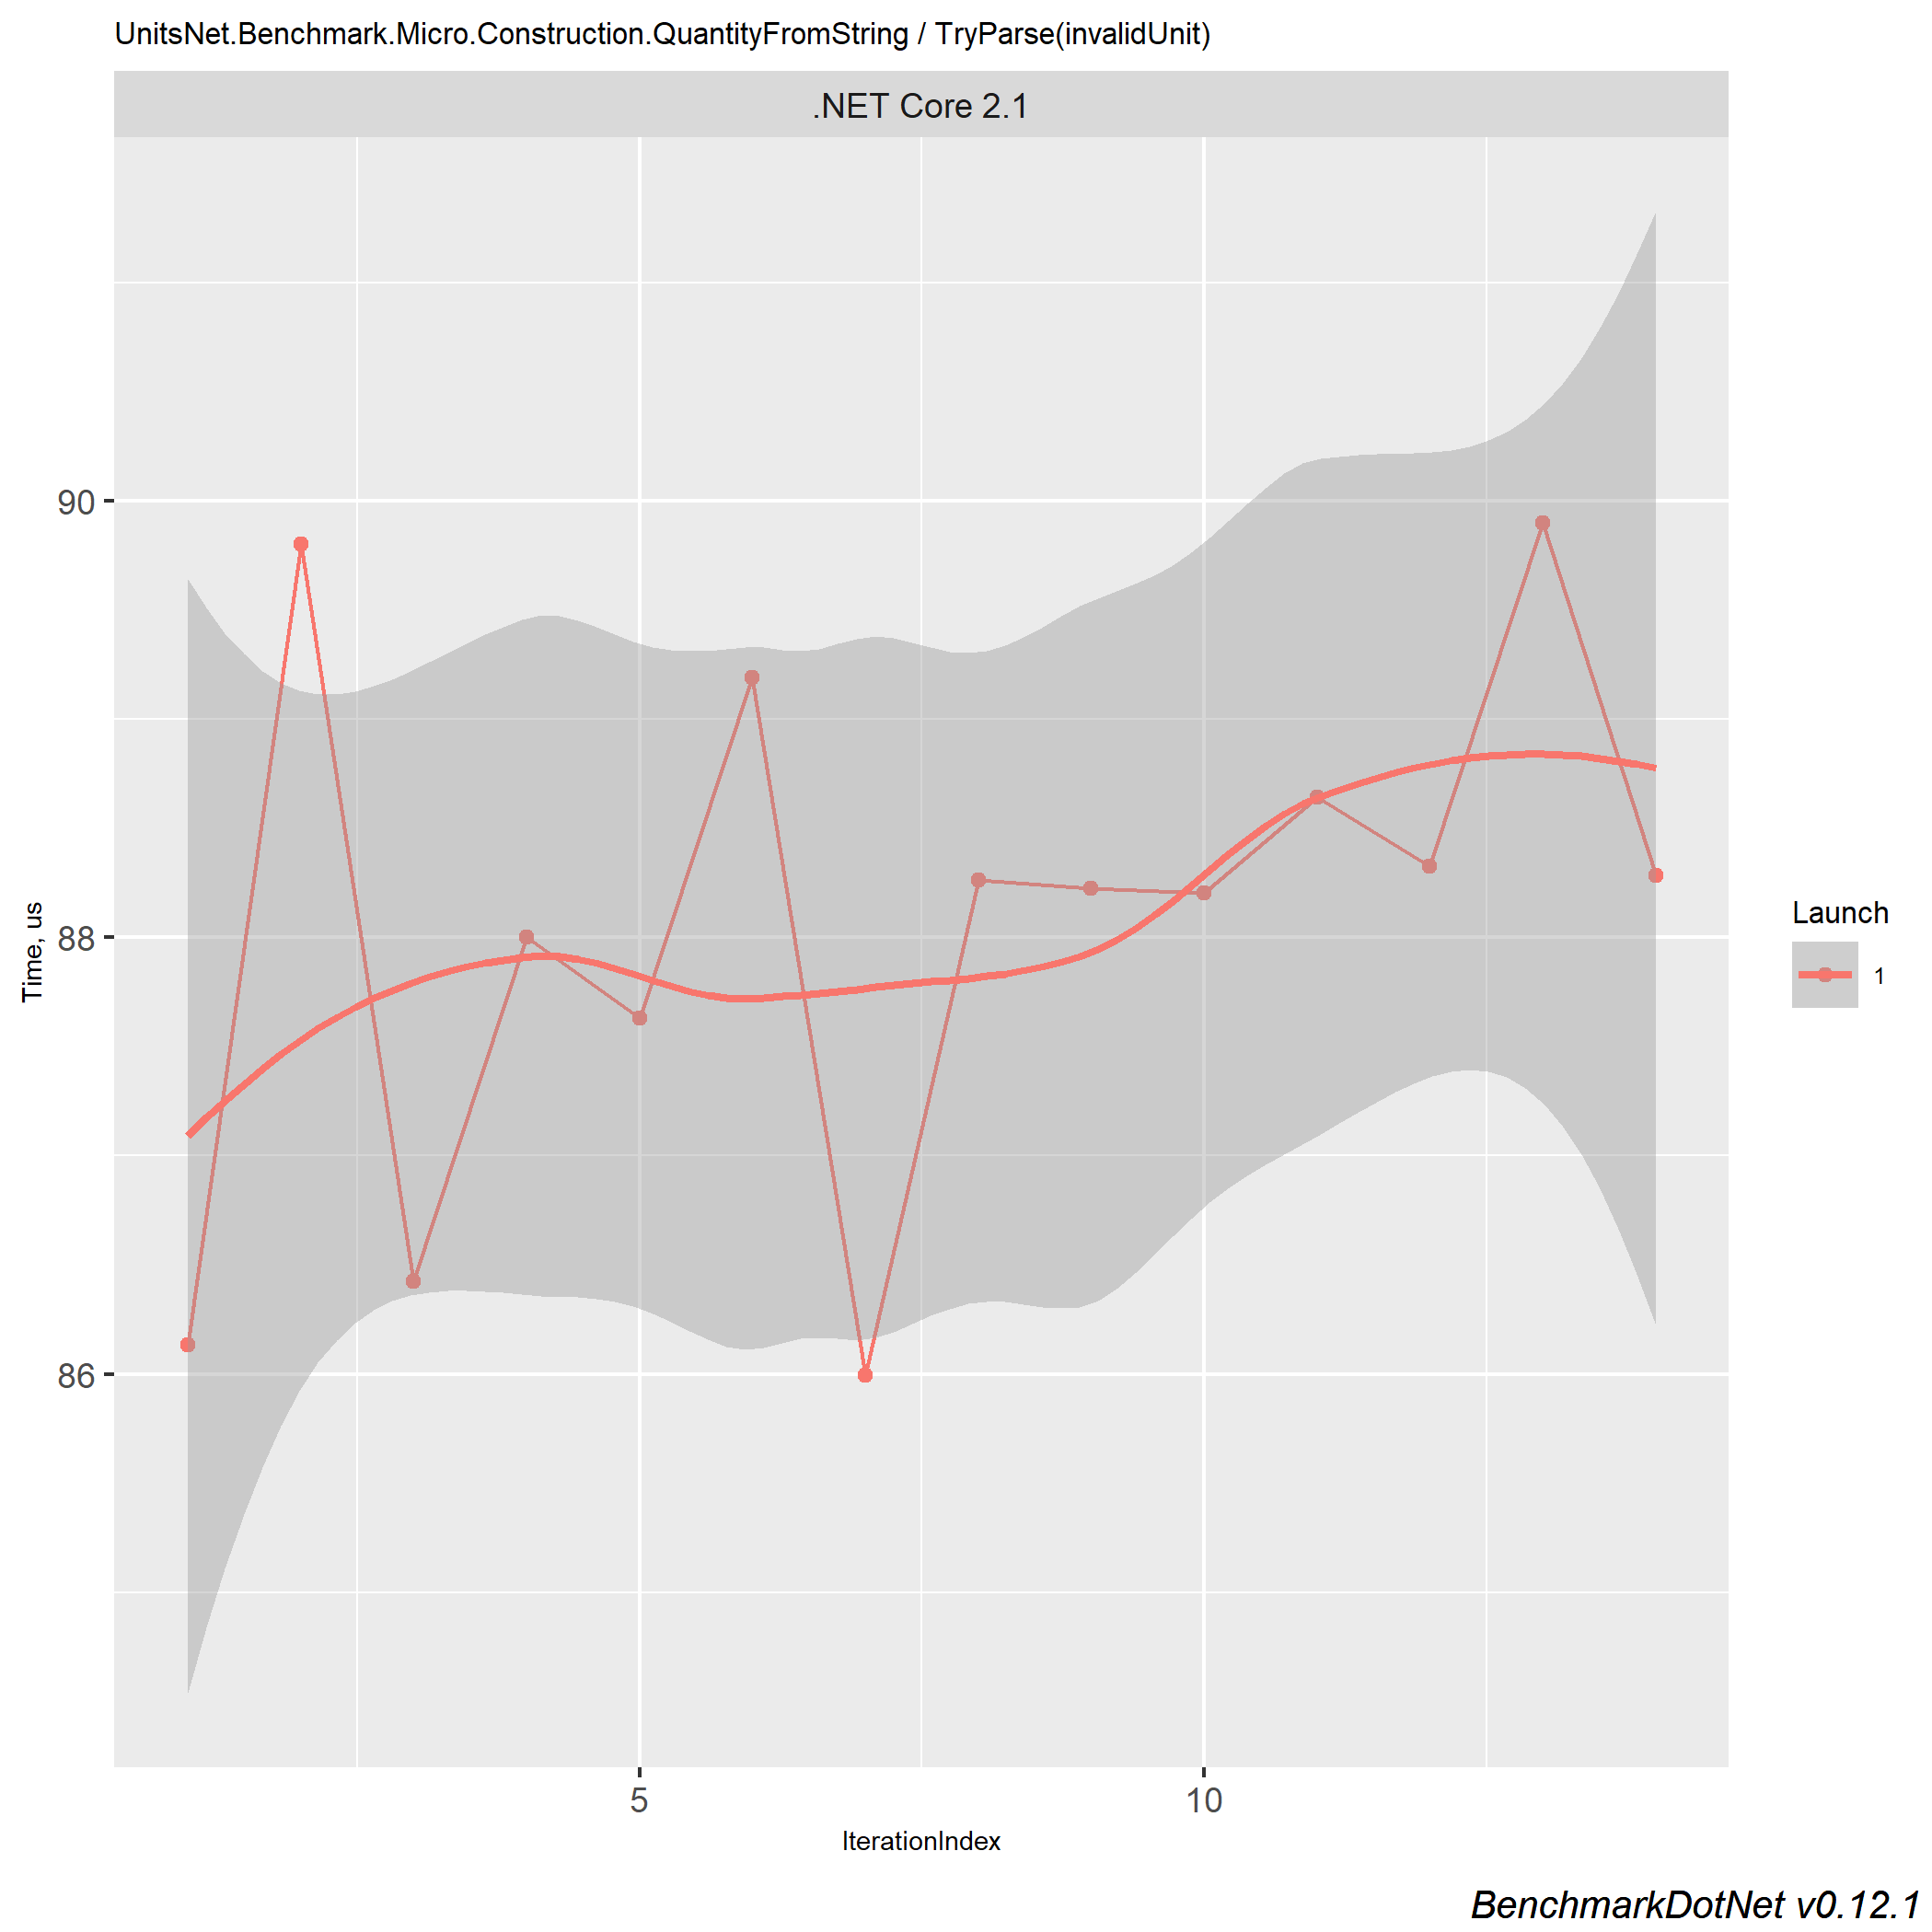 UnitsNet.Benchmark.Micro.Construction.QuantityFromString / TryParse(invalidUnit)
.NET Core 2.1
90
88
86
Time, us
5
10
IterationIndex
Launch
1
BenchmarkDotNet v0.12.1